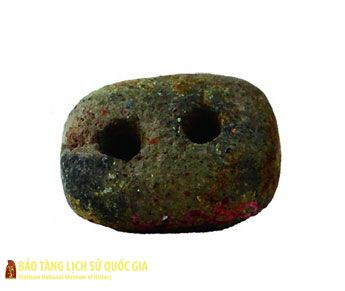 BẢO TÀNG LỊCH SỬ QUỐC GIA
Vietnam National Museum of History